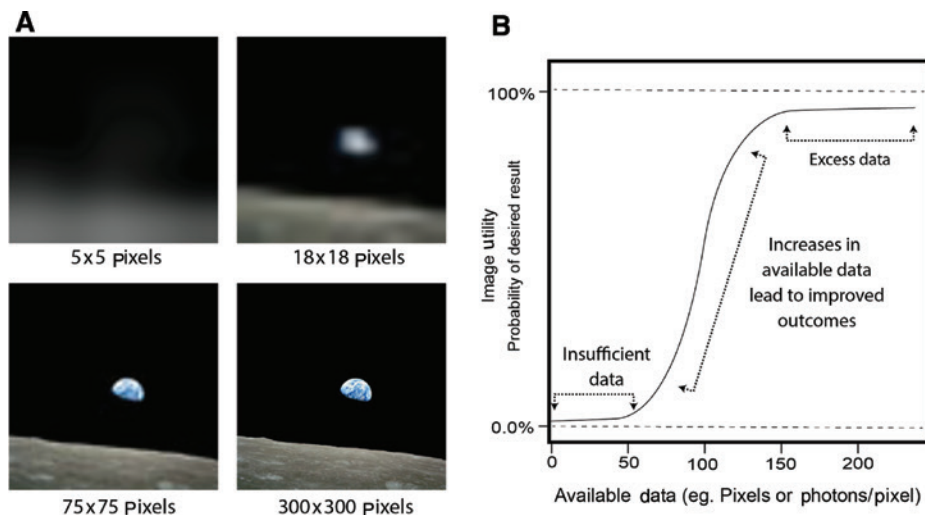 A
5x5 pixels
18x18 pixels
75x75 Pixels
300x300 Pixels
B
100%
0.0%
Image utility
Probability of desired result
Insufficient
data
Excess data
Increases in
available data
lead to improved
outcomes
0
50
100
150
200
Available data (eg. Pixels or photons/pixel)